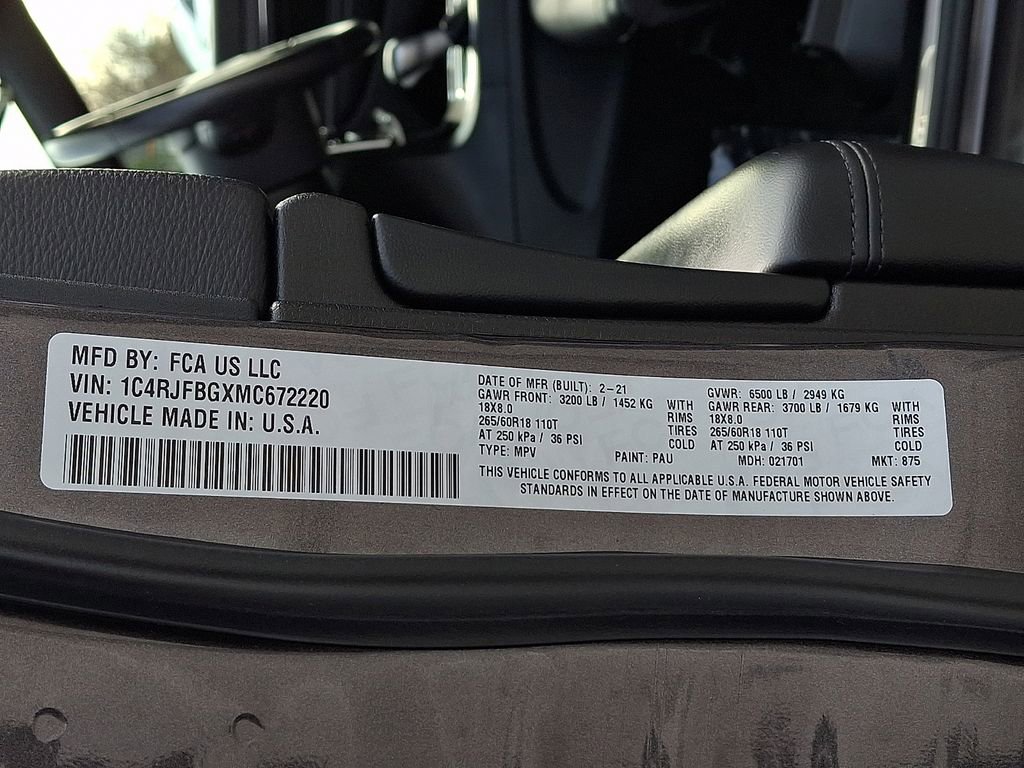 MFD BY: FCA US LLC
VIN: 1C4RJFBGXMC672220
VEHICLE MADE IN: U.S.A.
DATE OF MFR (BUILT): 2-21
GAWR FRONT: 3200 LB / 1452 KG WITH
18X8.0 RIMS
265/60R18 110T TIRES
AT 250 kPa / 36 PSI COLD
TYPE: MPV PAINT: PAU
GVWR: 6500 LB / 2949 KG
GAWR REAR: 3700 LB / 1679 KG WITH
18X8.0 RIMS
265/60R18 110T TIRES
AT 250 kPa / 36 PSI COLD
MDH: 021701 MKT: 875
THIS VEHICLE CONFORMS TO ALL APPLICABLE U.S.A. FEDERAL MOTOR VEHICLE SAFETY
STANDARDS IN EFFECT ON THE DATE OF MANUFACTURE SHOWN ABOVE.